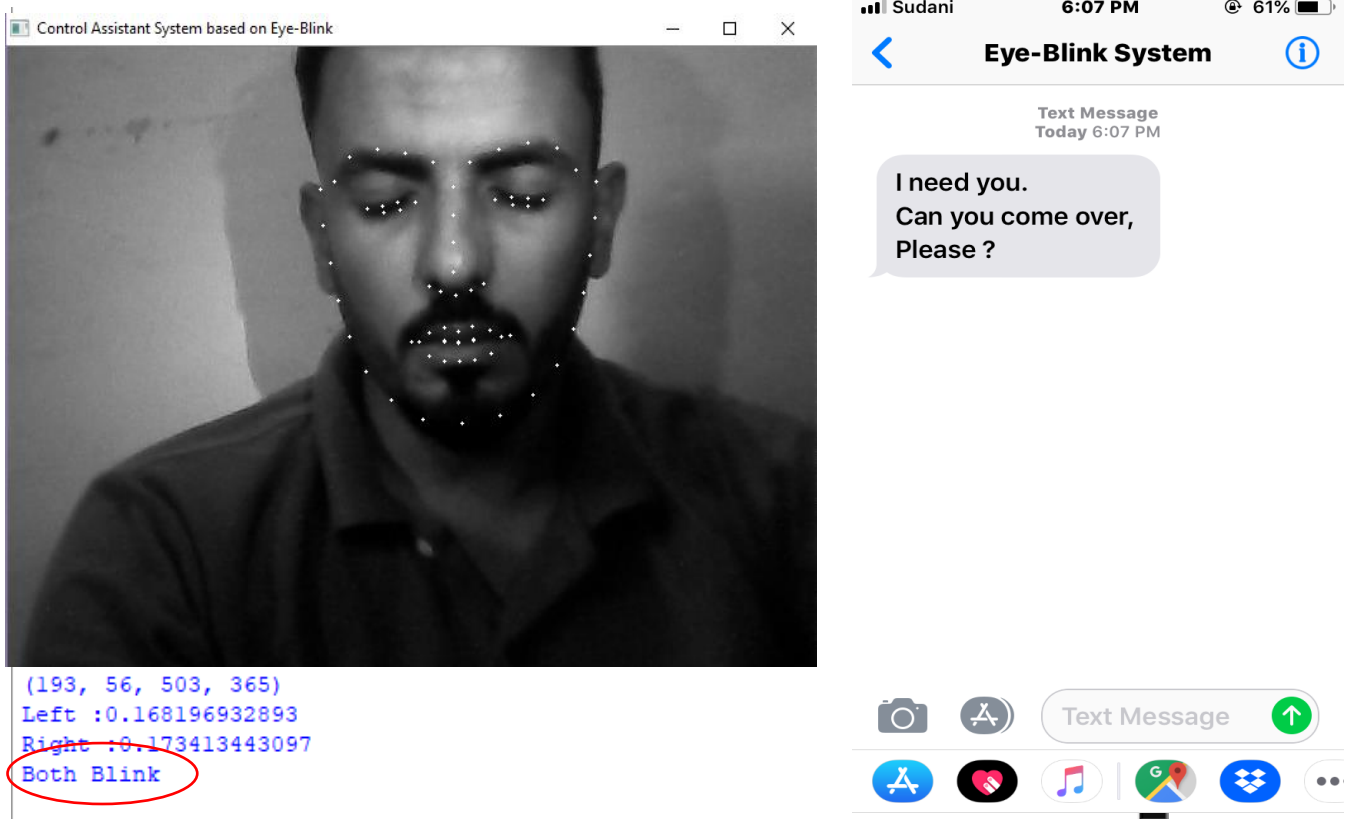 Control Assistant System based on Eye-Blink
(193, 56, 503, 365)
Left :0.168196932893
Right :0.173413443097
Both Blink
Sudani
6:07 PM
61%
Eye-Blink System
Text Message
Today 6:07 PM
I need you.
Can you come over,
Please ?
Text Message
G